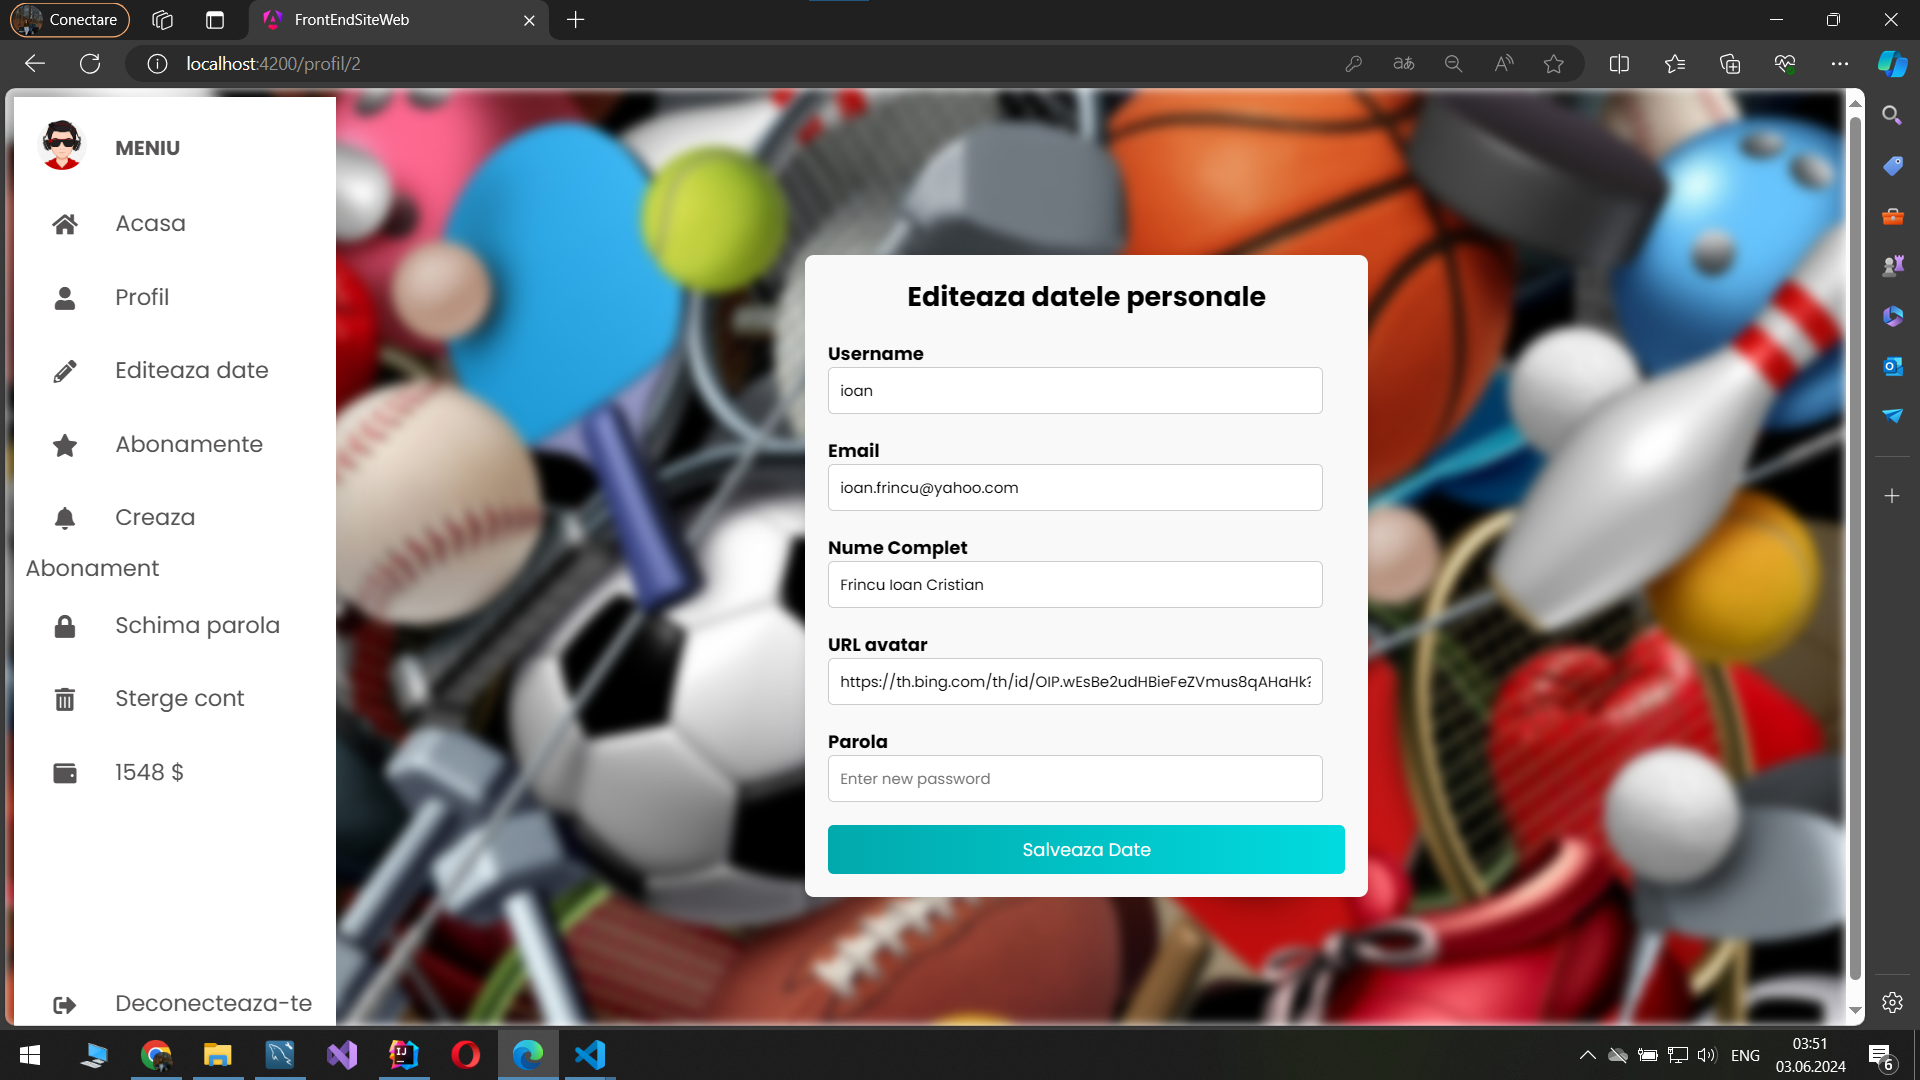 Conectare
FrontEndSiteWeb
localhost:4200/profil/2
MENIU
Acasa
Profil
Editeaza date
Abonamente
Creaza
Abonament
Schima parola
Sterge cont
1548 $
Deconecteaza-te
Editeaza datele personale
Username
ioan
Email
ioan.frincu@yahoo.com
Nume Complet
Frincu Ioan Cristian
URL avatar
https://th.bing.com/th/id/OIP.wEsBe2udHBieFeZVmus8qAHaHk?
Parola
Enter new password
Salveaza Date
ENG
03:51
03.06.2024
6